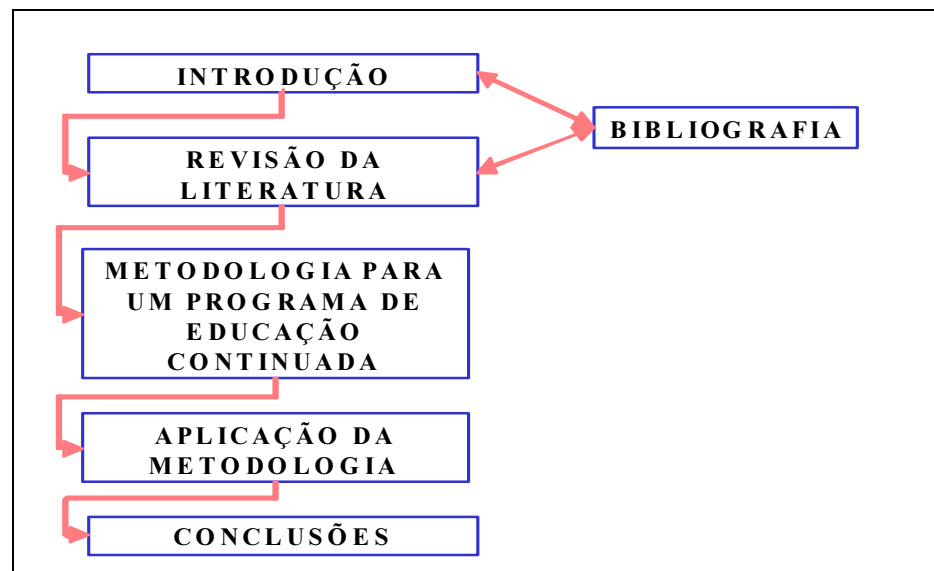 INTRODUÇÃO
BIBLIOGRAFIA
REVISÃO DA
LITERATURA
METODOLOGIA PARA
UM PROGRAMA DE
EDUCAÇÃO
CONTINUADA
APLICAÇÃO DA
METODOLOGIA
CONCLUSÕES